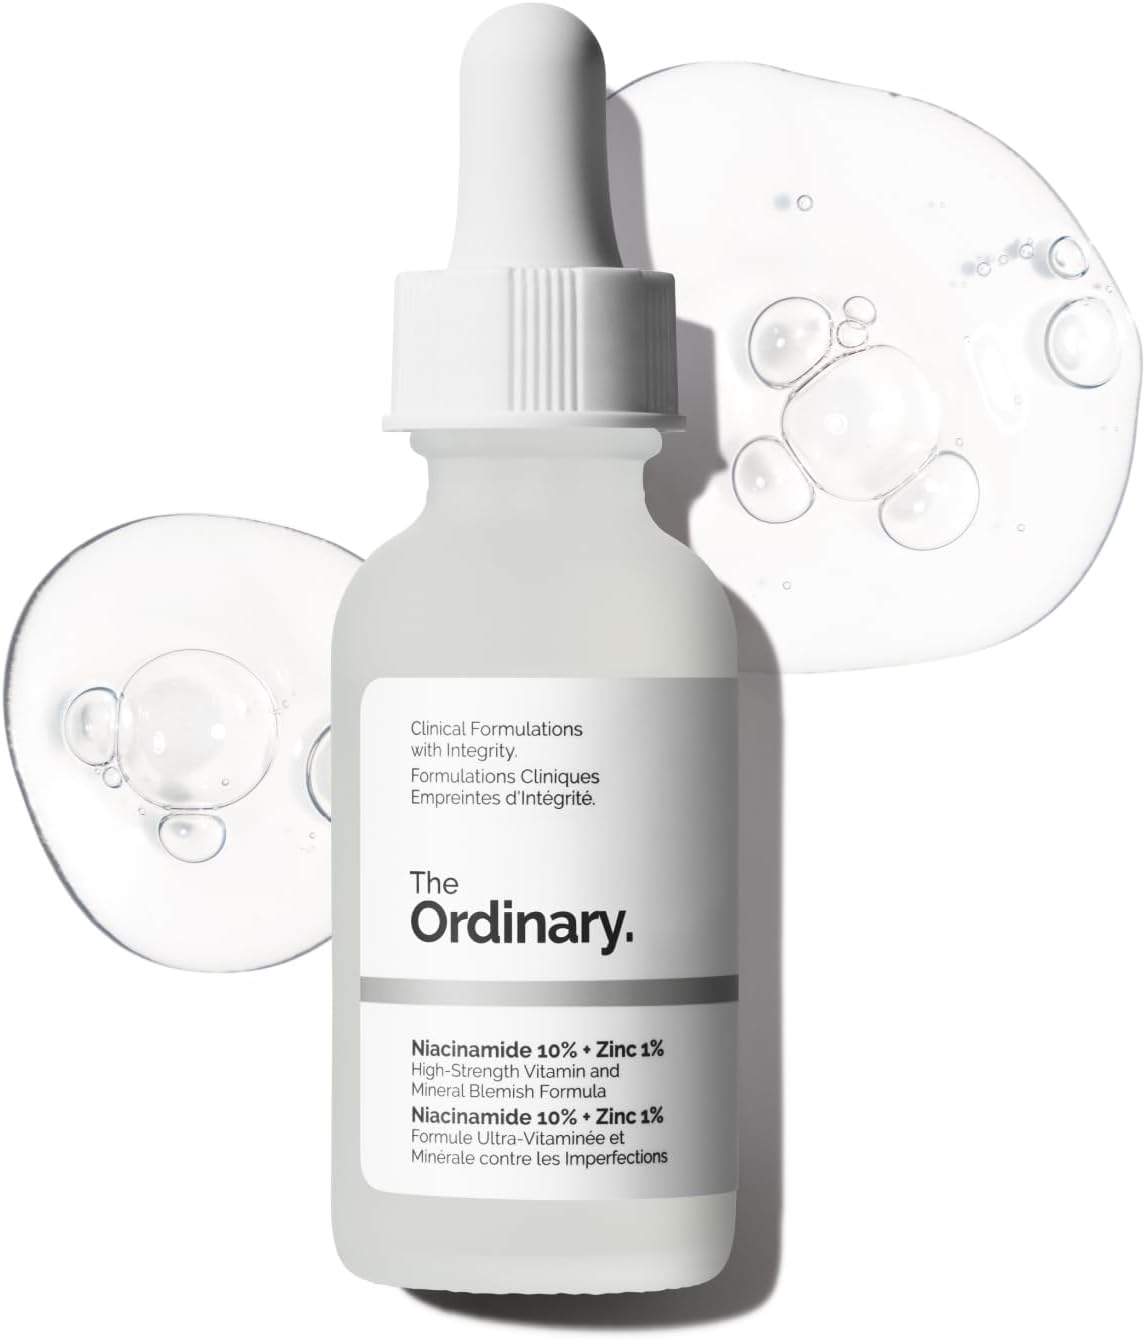 Clinical Formulations
with Integrity.
Formulations Cliniques
Empreintes d'Intégrité.
The
Ordinary.
Niacinamide 10% + Zinc 1%
High-Strength Vitamin and
Mineral Blemish Formula
Niacinamide 10% + Zinc 1%
Formule Ultra-Vitaminée et
Minérale contre les Imperfections